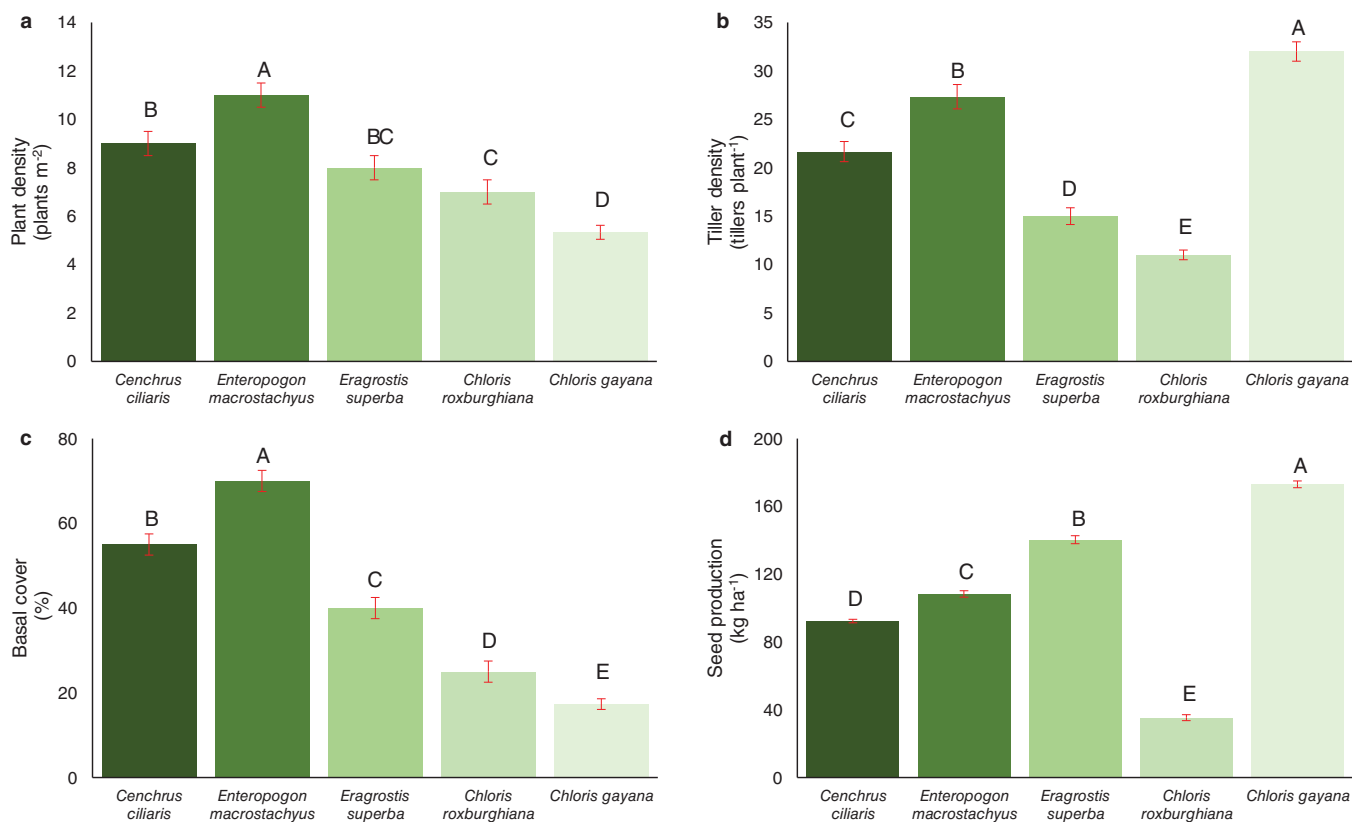 a
Plant density
(plants m⁻²)
14
12
10
8
6
4
2
0
B
A
BC
C
D
Cenchrus
ciliaris
Enteropogon
macrostachyus
Eragrostis
superba
Chloris
roxburghiana
Chloris gayana
b
Tiller density
(tillers plant⁻¹)
35
30
25
20
15
10
5
0
C
B
D
E
A
Cenchrus
ciliaris
Enteropogon
macrostachyus
Eragrostis
superba
Chloris
roxburghiana
Chloris gayana
c
Basal cover
(%)
80
60
40
20
0
B
A
C
D
E
Cenchrus
ciliaris
Enteropogon
macrostachyus
Eragrostis
superba
Chloris
roxburghiana
Chloris gayana
d
Seed production
(kg ha⁻¹)
200
160
120
80
40
0
D
C
B
E
A
Cenchrus
ciliaris
Enteropogon
macrostachyus
Eragrostis
superba
Chloris
roxburghiana
Chloris gayana